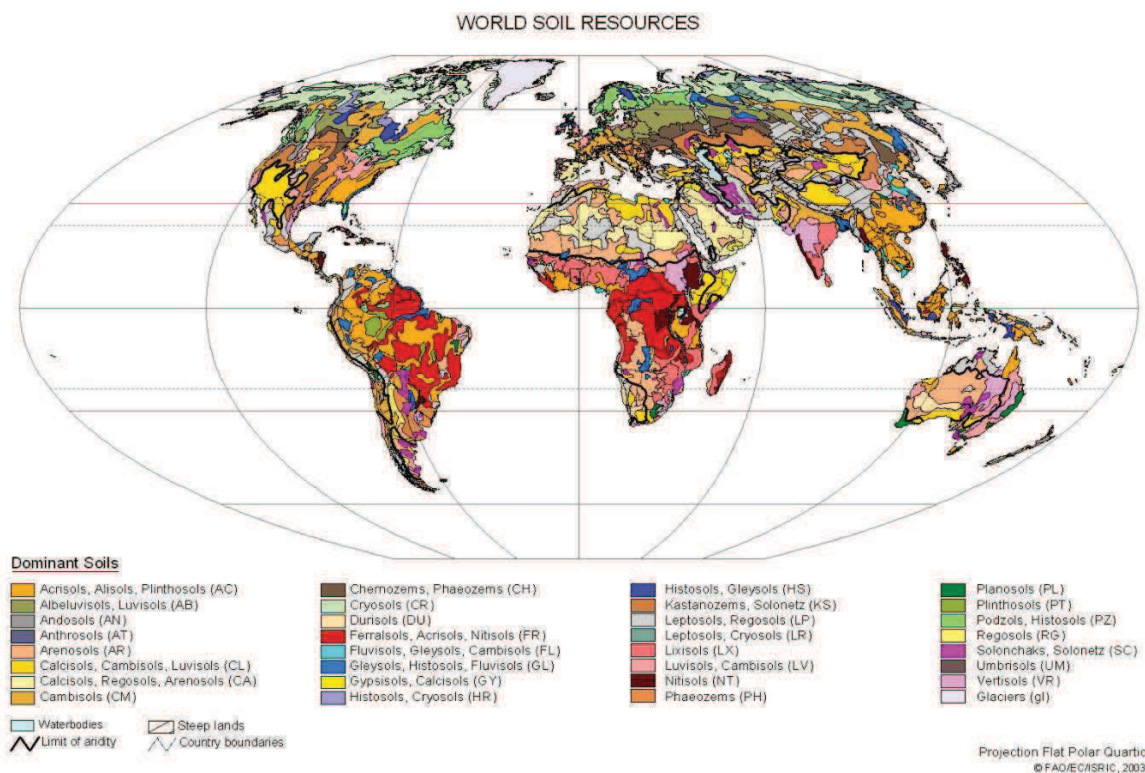 WORLD SOIL RESOURCES
Dominant Soils
Acrisols, Alisols, Plinthosols (AC)
Albeluvisols, Luvisols (AB)
Andosols (AN)
Anthrosols (AT)
Arenosols (AR)
Calcisols, Cambisols, Luvisols (CL)
Calcisols, Regosols, Arenosols (CA)
Cambisols (CM)
Chernozems, Phaeozems (CH)
Cryosols (CR)
Durisols (DU)
Ferralsols, Acrisols, Nitisols (FR)
Fluvisols, Gleysols, Cambisols (FL)
Gleysols, Histosols, Fluvisols (GL)
Gypsisols, Calcisols (GY)
Histosols, Cryosols (HR)
Histosols, Gleysols (HS)
Kastanozems, Solonetz (KS)
Leptosols, Regosols (LP)
Leptosols, Cryosols (LR)
Lixisols (LX)
Luvisols, Cambisols (LV)
Nitisols (NT)
Phaeozems (PH)
Planosols (PL)
Plinthosols (PT)
Podzols, Histosols (PZ)
Regosols (RG)
Solonchaks, Solonetz (SC)
Umbrisols (UM)
Vertisols (VR)
Glaciers (gl)
Waterbodies
Limit of aridity
Steep lands
Country boundaries
Projection Flat Polar Quartic
© FAO/EC/ISRIC, 2003